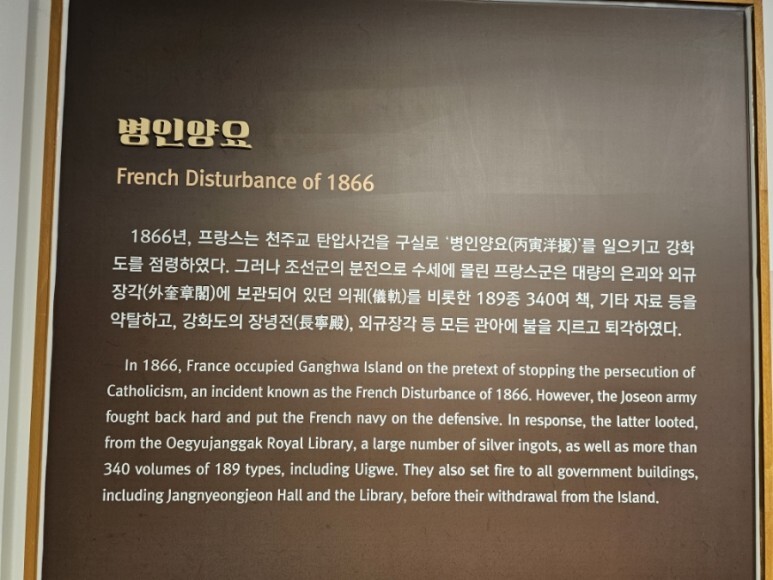 병인양요
French Disturbance of 1866
1866년, 프랑스는 천주교 탄압사건을 구실로 '병인양요(丙寅洋擾)'를 일으키고 강화
도를 점령하였다. 그러나 조선군의 분전으로 수세에 몰린 프랑스군은 대량의 은괴와 외규
장각(外奎章閣)에 보관되어 있던 의궤(儀軌)를 비롯한 189종 340여 책, 기타 자료 등을
약탈하고, 강화도의 장녕전(長寧殿), 외규장각 등 모든 관아에 불을 지르고 퇴각하였다.
In 1866, France occupied Ganghwa Island on the pretext of stopping the persecution of
Catholicism, an incident known as the French Disturbance of 1866. However, the Joseon army
fought back hard and put the French navy on the defensive. In response, the latter looted,
from the Oegyujanggak Royal Library, a large number of silver ingots, as well as more than
340 volumes of 189 types, including Uigwe. They also set fire to all government buildings,
including Jangnyeongjeon Hall and the Library, before their withdrawal from the Island.